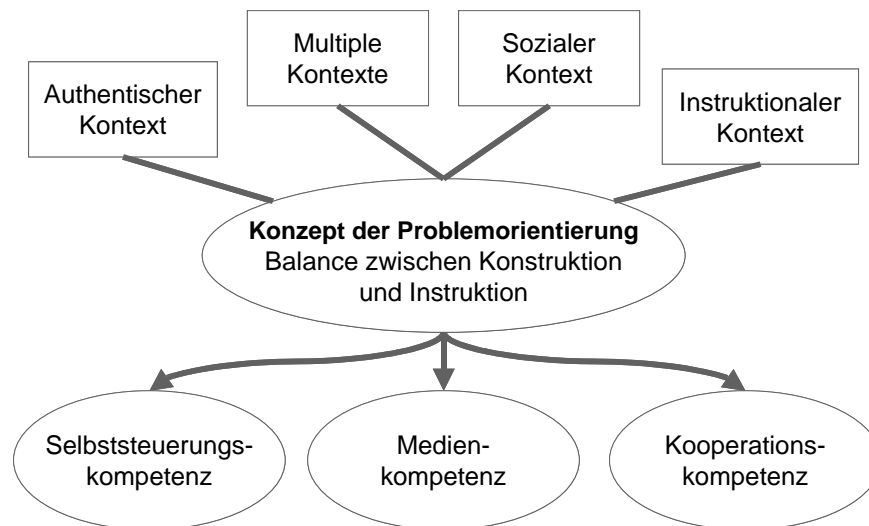 Authentischer
Kontext
Multiple
Kontexte
Sozialer
Kontext
Instruktionaler
Kontext
Konzept der Problemorientierung
Balance zwischen Konstruktion
und Instruktion
Selbststeuerungs-
kompetenz
Medien-
kompetenz
Kooperations-
kompetenz